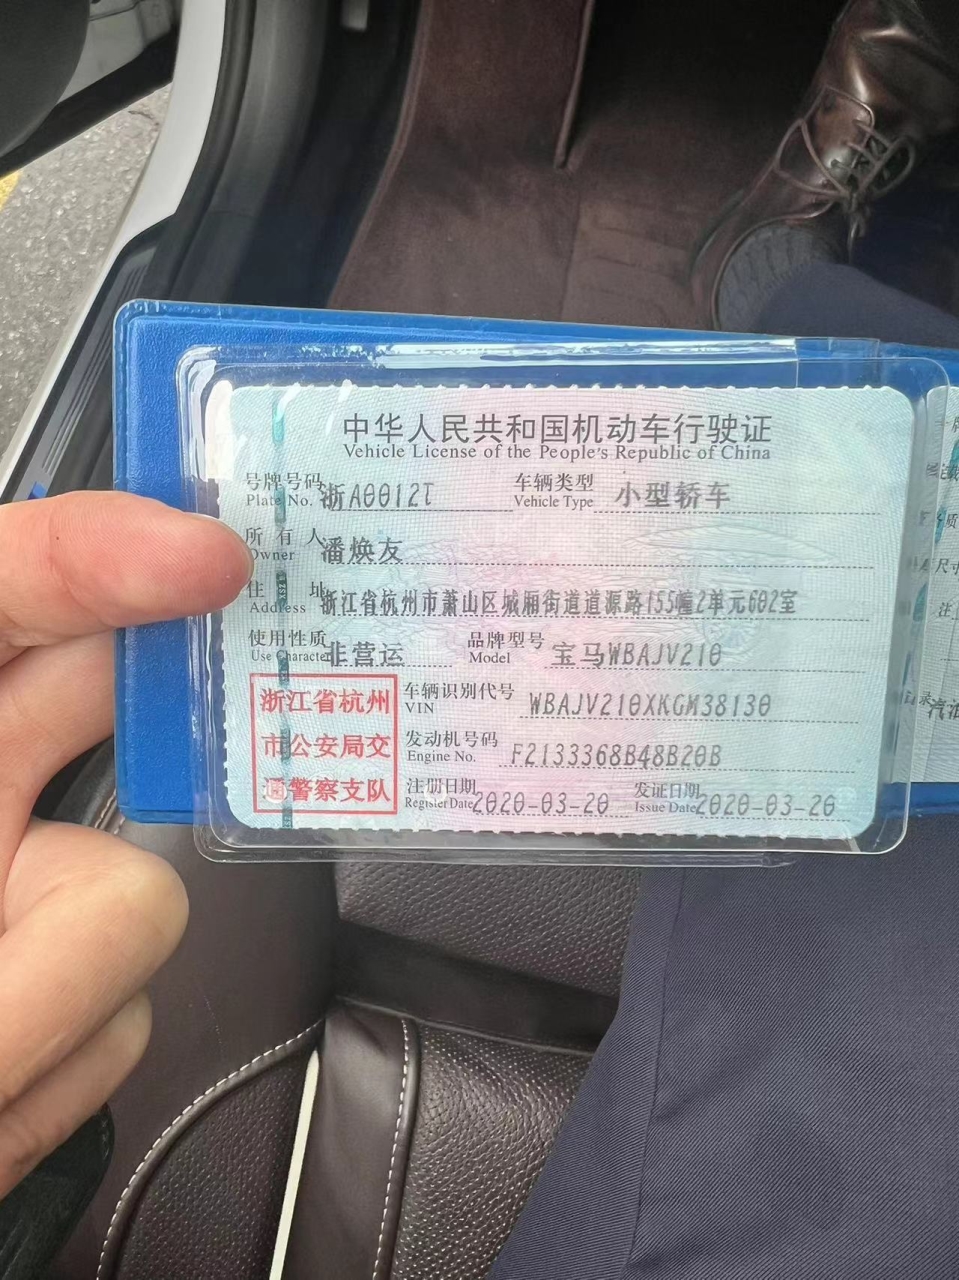 中华人民共和国机动车行驶证
Vehicle License of the People's Republic of China
号牌号码 浙A0012T 车辆类型 小型轿车
Plate No. Vehicle Type
所有人 潘焕友
Owner
住址 浙江省杭州市萧山区城厢街道道源路155幢2单元602室
Address
使用性质 非营运 品牌型号 宝马WBAJV210
Use Character Model
浙江省杭州市公安局交通警察支队
车辆识别代号 WBAJV210XKGM38130
VIN
发动机号码 F2133368B48B20B
Engine No.
注册日期 2020-03-20 发证日期 2020-03-20
Register Date Issue Date